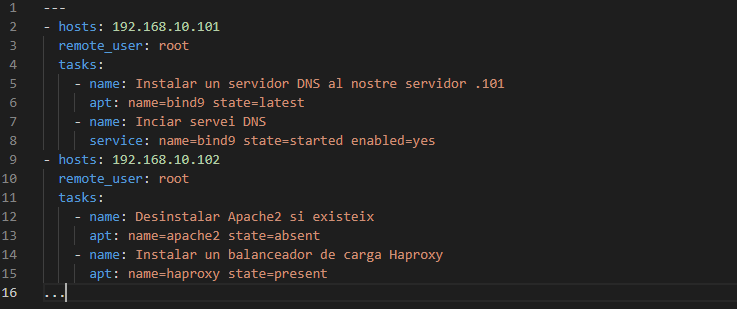 1 ---
2 - hosts: 192.168.10.101
3   remote_user: root
4   tasks:
5     - name: Instalar un servidor DNS al nostre servidor .101
6       apt: name=bind9 state=latest
7     - name: Inciar servei DNS
8       service: name=bind9 state=started enabled=yes
9 - hosts: 192.168.10.102
10   remote_user: root
11   tasks:
12     - name: Desinstalar Apache2 si existeix
13       apt: name=apache2 state=absent
14     - name: Instalar un balanceador de carga Haproxy
15       apt: name=haproxy state=present
16 ...